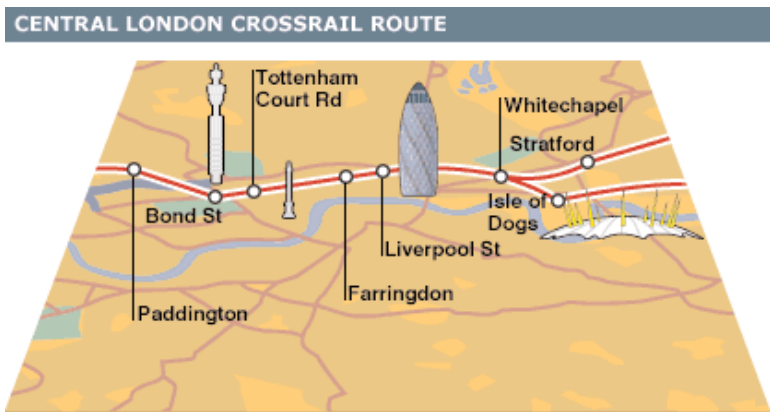 CENTRAL LONDON CROSSRAIL ROUTE
Tottenham
Court Rd
Whitechapel
Stratford
Bond St
Isle of
Dogs
Liverpool St
Farringdon
Paddington